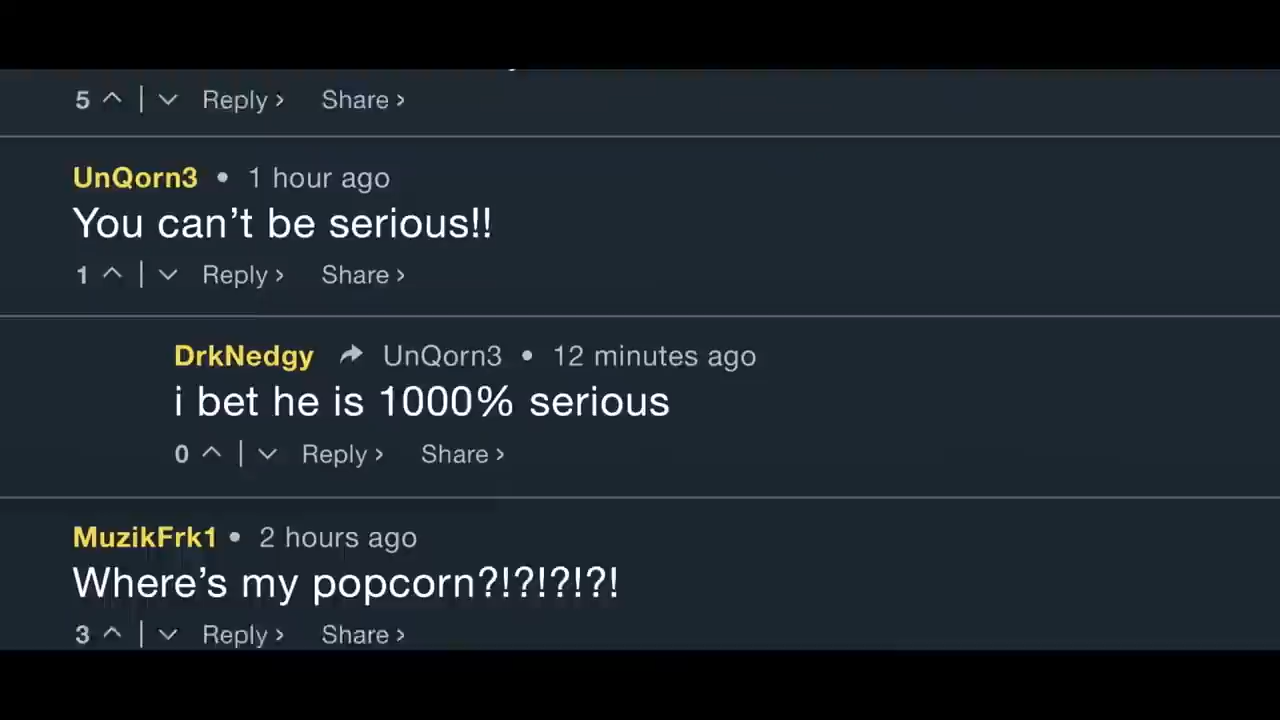 5 | Reply › Share ›
UnQorn3 • 1 hour ago
You can’t be serious!!
1 | Reply › Share ›
DrkNedgy UnQorn3 • 12 minutes ago
i bet he is 1000% serious
0 | Reply › Share ›
MuzikFrk1 • 2 hours ago
Where’s my popcorn?!?!?!?!
3 | Reply › Share ›